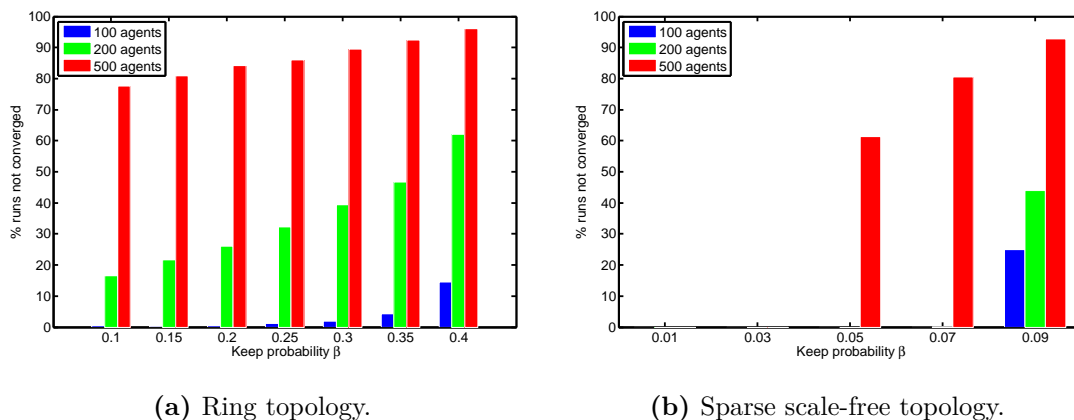 100
90
80
70
60
50
40
30
20
10
0
% runs not converged
100 agents
200 agents
500 agents
0.1 0.15 0.2 0.25 0.3 0.35 0.4
Keep probability β
(a) Ring topology.
100
90
80
70
60
50
40
30
20
10
0
% runs not converged
100 agents
200 agents
500 agents
0.01 0.03 0.05 0.07 0.09
Keep probability β
(b) Sparse scale-free topology.